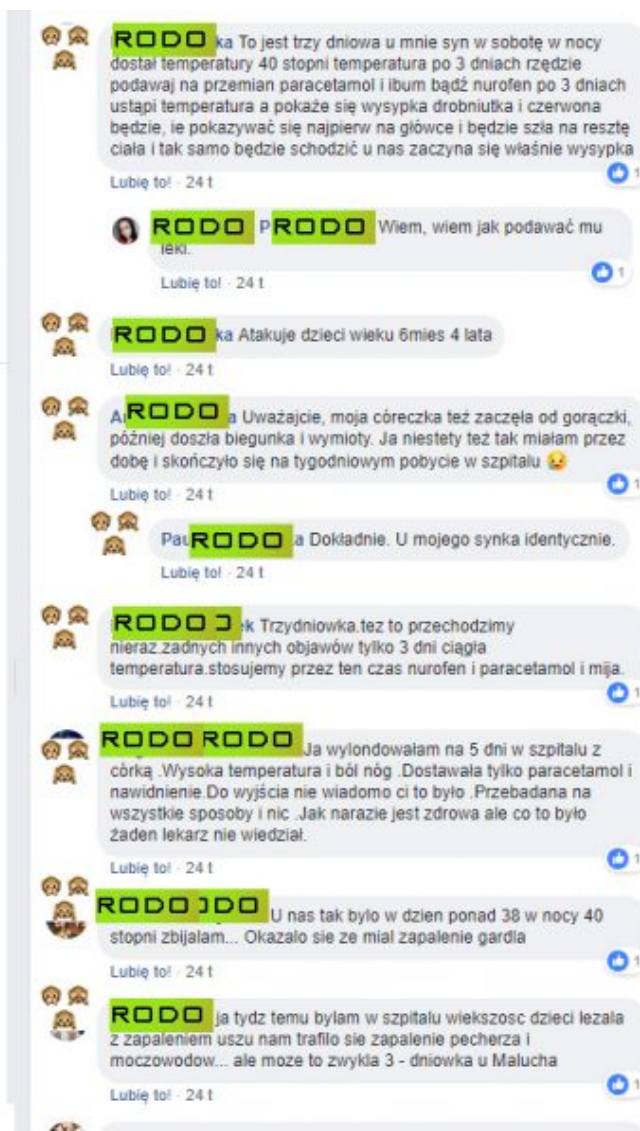 RODO ka To jest trzy dniowa u mnie syn w sobotę w nocy
dostał temperatury 40 stopni temperatura po 3 dniach rzędzie
podawaj na przemian paracetamol i ibum bądź nurofen po 3 dniach
ustąpi temperatura a pokaże się wysypka drobniutka i czerwona
będzie, ie pokazywać się najpierw na główce i będzie szła na resztę
ciała i tak samo będzie schodzić u nas zaczyna się właśnie wysypka
1
Lubię to! · 24 t
RODO P RODO Wiem, wiem jak podawać mu
leki.
1
Lubię to! · 24 t
RODO ka Atakuje dzieci wieku 6mies 4 lata
Lubię to! · 24 t
A RODO a Uważajcie, moja córeczka też zaczęła od gorączki,
później doszła biegunka i wymioty. Ja niestety też tak miałam przez
dobę i skończyło się na tygodniowym pobycie w szpitalu 😢
1
Lubię to! · 24 t
Pau RODO a Dokładnie. U mojego synka identycznie.
Lubię to! · 24 t
RODO ek Trzydniowka.tez to przechodzimy
nieraz.zadnych innych objawów tylko 3 dni ciągła
temperatura.stosujemy przez ten czas nurofen i paracetamol i mija.
1
Lubię to! · 24 t
RODO RODO Ja wylondowałam na 5 dni w szpitalu z
córką .Wysoka temperatura i ból nóg .Dostawała tylko paracetamol i
nawidnienie.Do wyjścia nie wiadomo ci to było .Przebadana na
wszystkie sposoby i nic .Jak narazie jest zdrowa ale co to było
żaden lekarz nie wiedział.
1
Lubię to! · 24 t
RODO DO U nas tak bylo w dzien ponad 38 w nocy 40
stopni zbijalam... Okazalo sie ze mial zapalenie gardla
1
Lubię to! · 24 t
RODO ja tydz temu bylam w szpitalu wiekszosc dzieci łezala
z zapaleniem uszu nam trafilo sie zapalenie pecherza i
moczowodow... ale moze to zwykla 3 - dniowka u Malucha
1
Lubię to! · 24 t